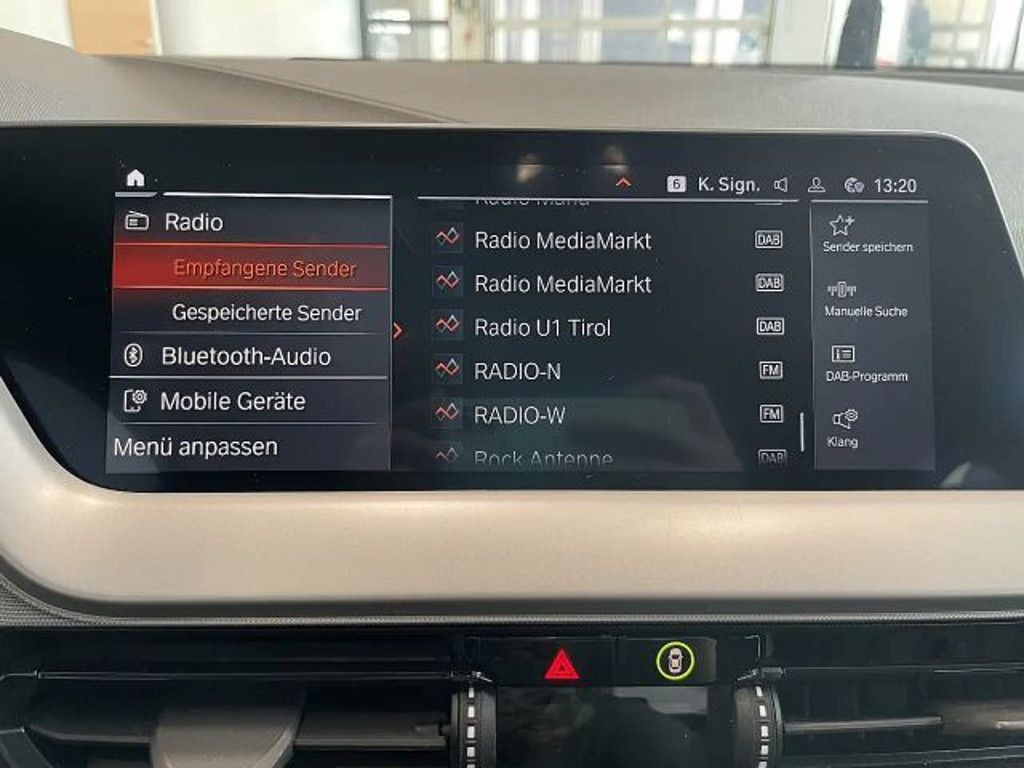 6 K. Sign. 13:20
Radio
Empfangene Sender
Gespeicherte Sender
Bluetooth-Audio
Mobile Geräte
Menü anpassen
Radio MediaMarkt DAB
Radio MediaMarkt DAB
Radio U1 Tirol DAB
RADIO-N FM
RADIO-W FM
Rock Antenne DAB
Sender speichern
Manuelle Suche
DAB-Programm
Klang